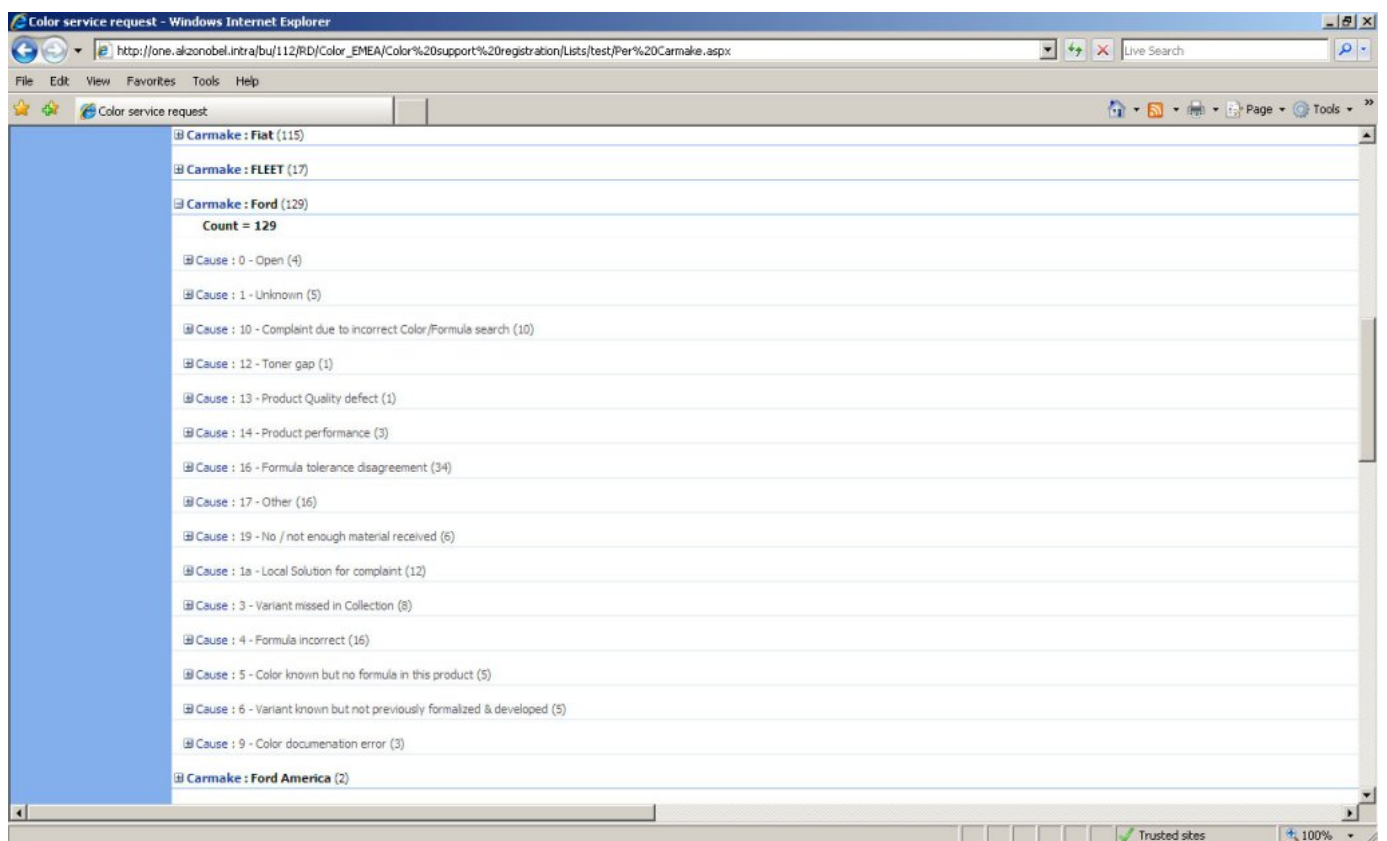 Color service request - Windows Internet Explorer
http://one.akzonobel.intra/bu/112/RD/Color_EMEA/Color%20support%20registration/Lists/test/Per%20Carmake.aspx
Live Search
File Edit View Favorites Tools Help
Color service request
Page Tools
Carmake : Fiat (115)
Carmake : FLEET (17)
Carmake : Ford (129)
Count = 129
Cause : 0 - Open (4)
Cause : 1 - Unknown (5)
Cause : 10 - Complaint due to incorrect Color/Formula search (10)
Cause : 12 - Toner gap (1)
Cause : 13 - Product Quality defect (1)
Cause : 14 - Product performance (3)
Cause : 16 - Formula tolerance disagreement (34)
Cause : 17 - Other (16)
Cause : 19 - No / not enough material received (6)
Cause : 1a - Local Solution for complaint (12)
Cause : 3 - Variant missed in Collection (8)
Cause : 4 - Formula incorrect (16)
Cause : 5 - Color known but no formula in this product (5)
Cause : 6 - Variant known but not previously formalized & developed (5)
Cause : 9 - Color documenation error (3)
Carmake : Ford America (2)
Trusted sites
100%